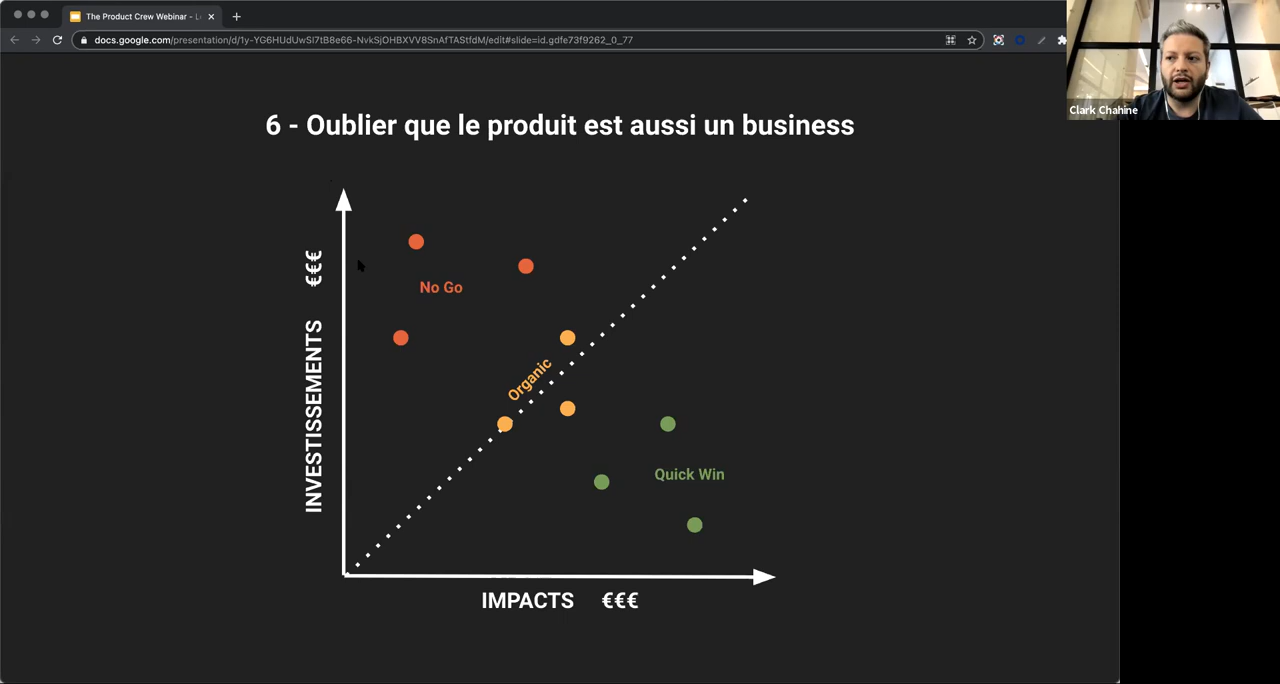 The Product Crew Webinar - L
docs.google.com/presentation/d/1y-YG6HUdUwSI7tB8e66-NvkSjOHBXVV8SnAfTAStfdM/edit#slide=id.gdfe73f9262_0_77
Clark Chahine
6 - Oublier que le produit est aussi un business
INVESTISSEMENTS €€€
No Go
Organic
Quick Win
IMPACTS €€€